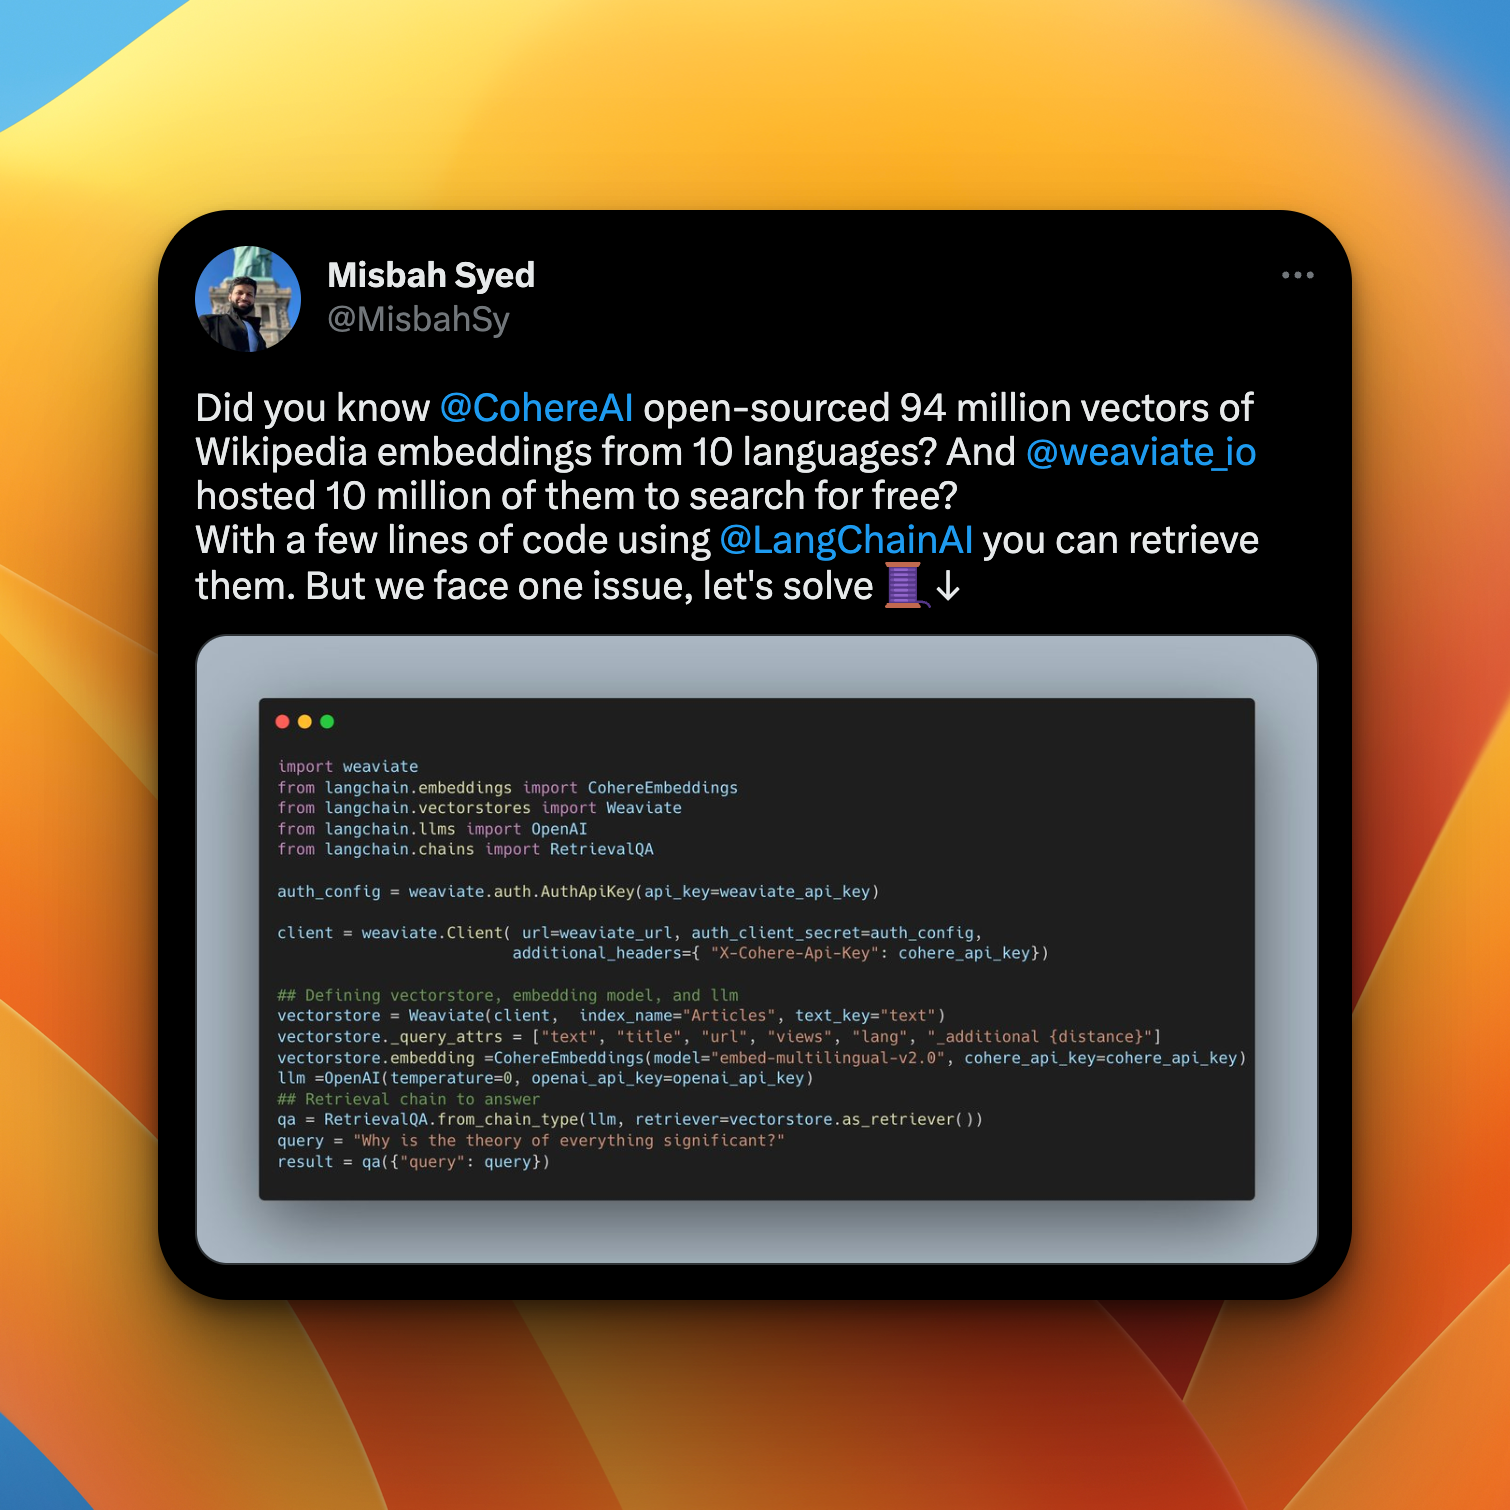 Misbah Syed
@MisbahSy
Did you know @CohereAI open-sourced 94 million vectors of
Wikipedia embeddings from 10 languages? And @weaviate_io
hosted 10 million of them to search for free?
With a few lines of code using @LangChainAI you can retrieve
them. But we face one issue, let's solve 🧵↓
import weaviate
from langchain.embeddings import CohereEmbeddings
from langchain.vectorstores import Weaviate
from langchain.llms import OpenAI
from langchain.chains import RetrievalQA
auth_config = weaviate.auth.AuthApiKey(api_key=weaviate_api_key)
client = weaviate.Client( url=weaviate_url, auth_client_secret=auth_config,
additional_headers={ "X-Cohere-Api-Key": cohere_api_key})
## Defining vectorstore, embedding model, and llm
vectorstore = Weaviate(client,  index_name="Articles", text_key="text")
vectorstore._query_attrs = ["text", "title", "url", "views", "lang", "_additional {distance}"]
vectorstore.embedding =CohereEmbeddings(model="embed-multilingual-v2.0", cohere_api_key=cohere_api_key)
llm =OpenAI(temperature=0, openai_api_key=openai_api_key)
## Retrieval chain to answer
qa = RetrievalQA.from_chain_type(llm, retriever=vectorstore.as_retriever())
query = "Why is the theory of everything significant?"
result = qa({"query": query})